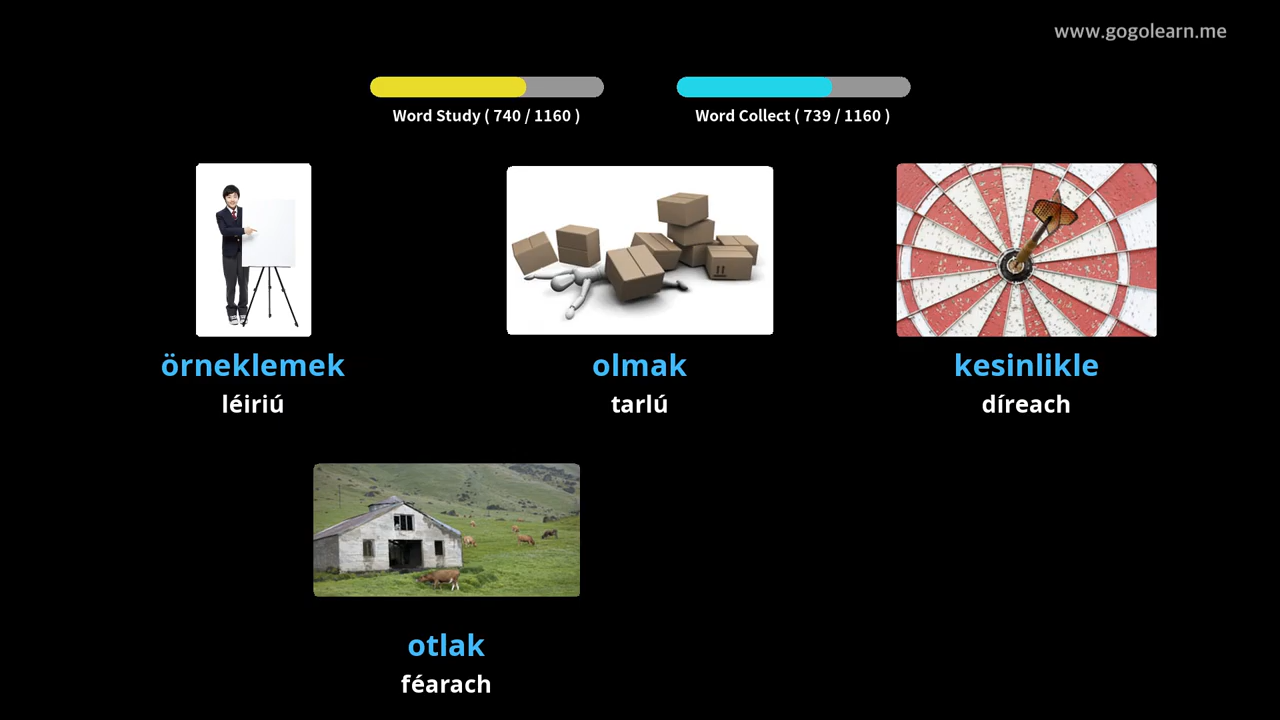 www.gogolearn.me
Word Study ( 740 / 1160 )
Word Collect ( 739 / 1160 )
örneklemek
léiriú
olmak
tarlú
kesinlikle
díreach
otlak
féarach